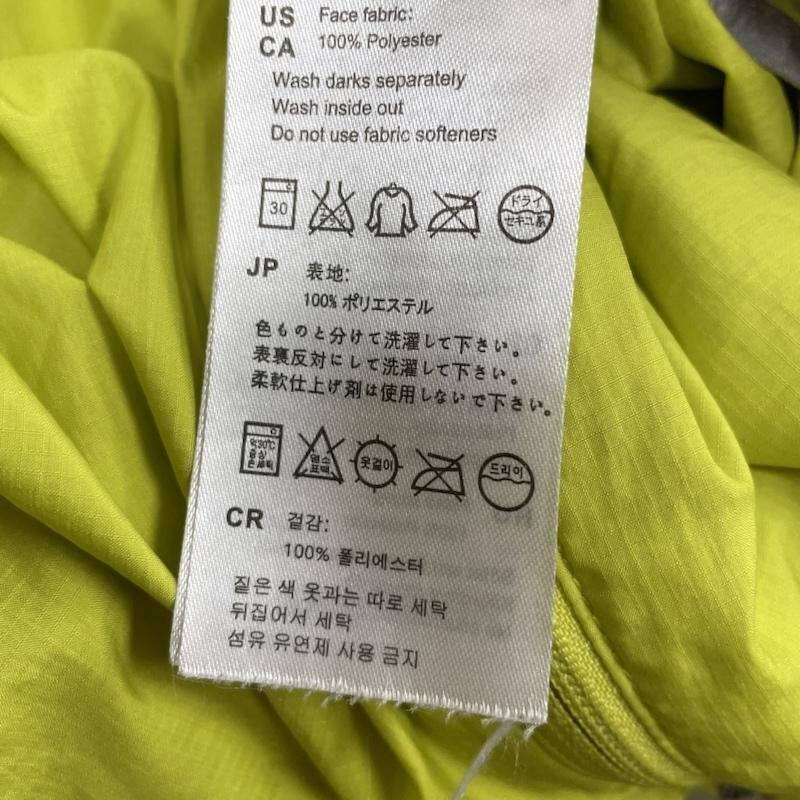 US Face fabric:
CA 100% Polyester
Wash darks separately
Wash inside out
Do not use fabric softeners
30
ドライ
セキユ系
JP 表地:
100% ポリエステル
色ものと分けて洗濯して下さい。
表裏反対にして洗濯して下さい。
柔軟仕上げ剤は使用しないで下さい。
약30℃
중성
손세탁
염소
표백
옷걸이
드라이
CR 겉감:
100% 폴리에스터
짙은 색 옷과는 따로 세탁
뒤집어서 세탁
섬유 유연제 사용 금지